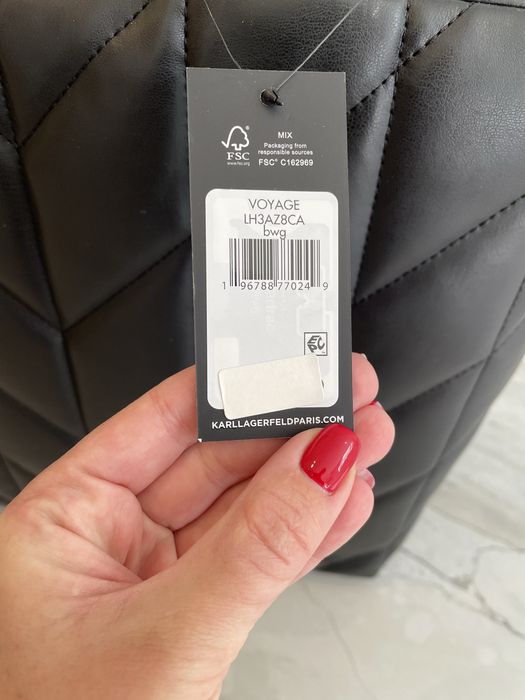 MIX
Packaging from
responsible sources
FSC® C162969
FSC
www.fsc.org
VOYAGE
LH3AZ8CA
bwg
1 96788 77024 9
KARLLAGERFELDPARIS.COM